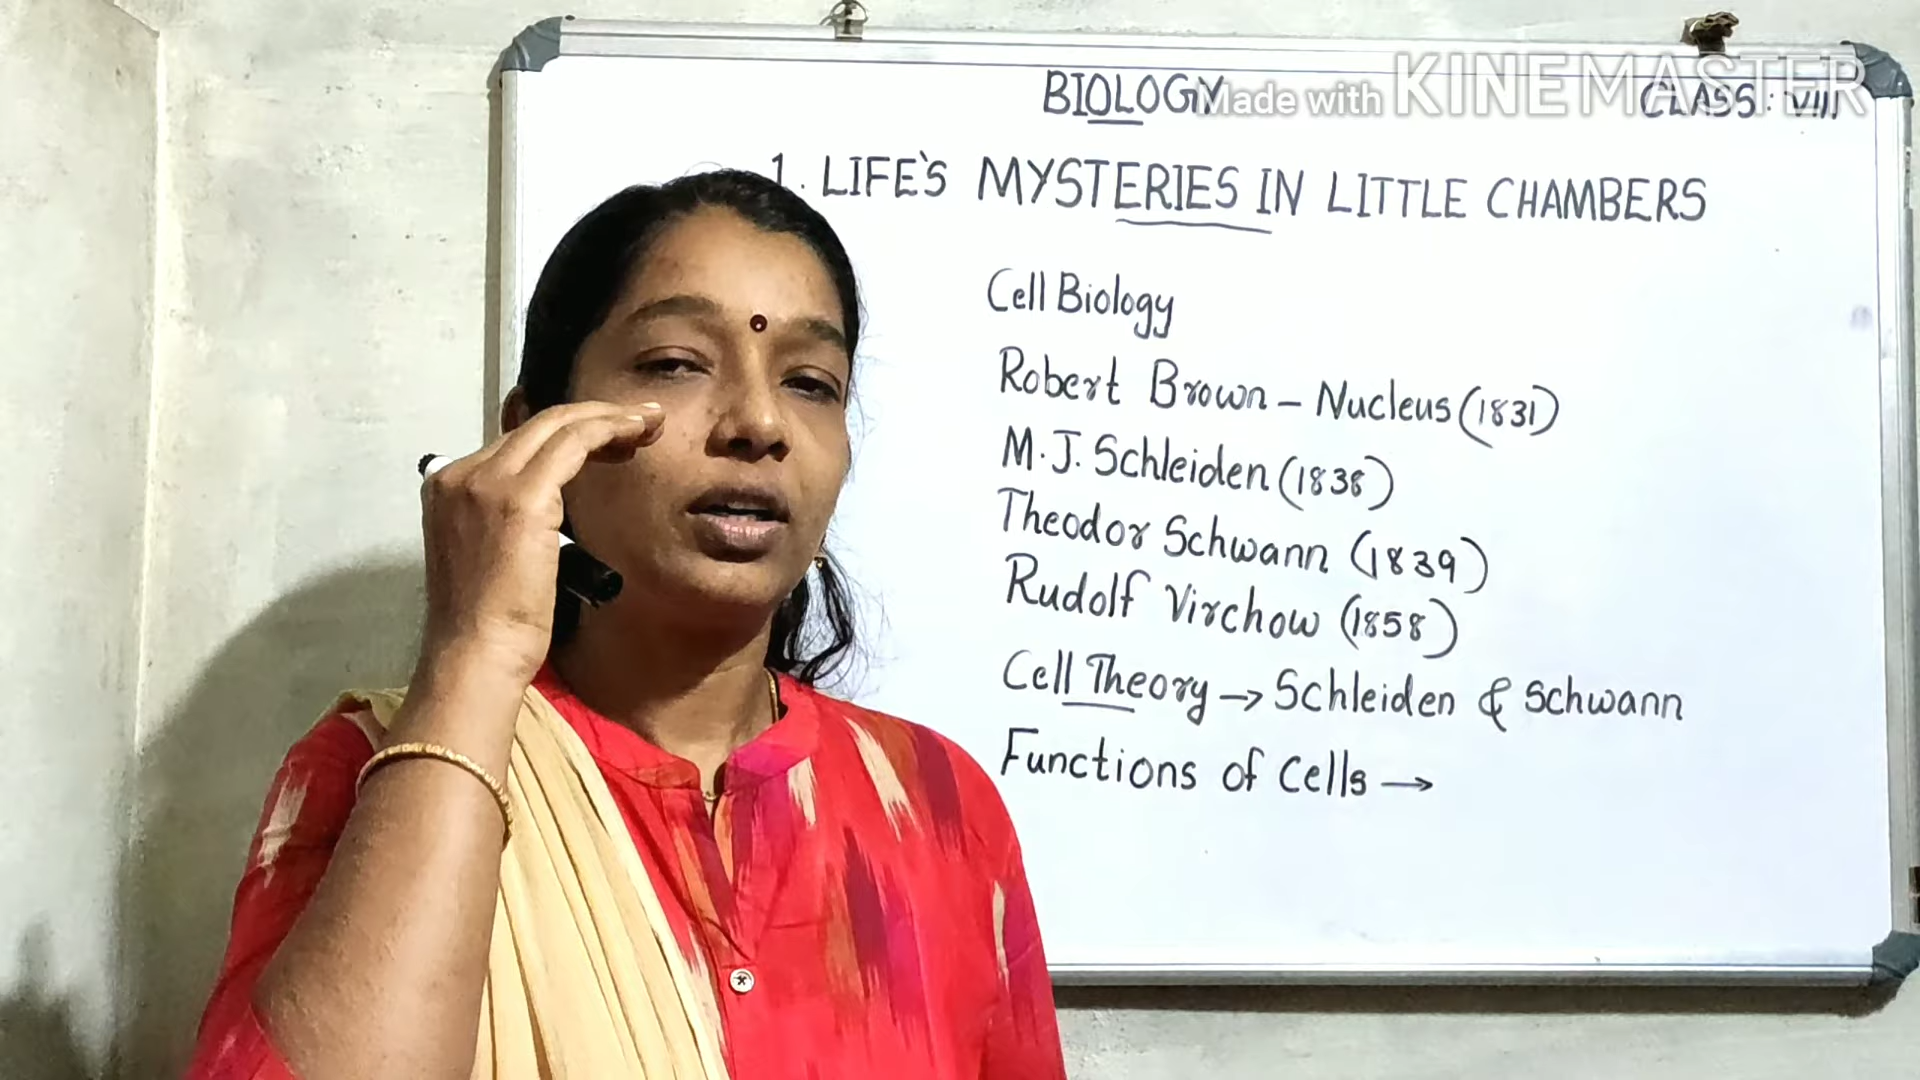 BIOLOGY
Made with KINEMASTER
CLASS: VIII
1. LIFE'S MYSTERIES IN LITTLE CHAMBERS
Cell Biology
Robert Brown - Nucleus (1831)
M.J. Schleiden (1838)
Theodor Schwann (1839)
Rudolf Virchow (1858)
Cell Theory → Schleiden & Schwann
Functions of Cells →